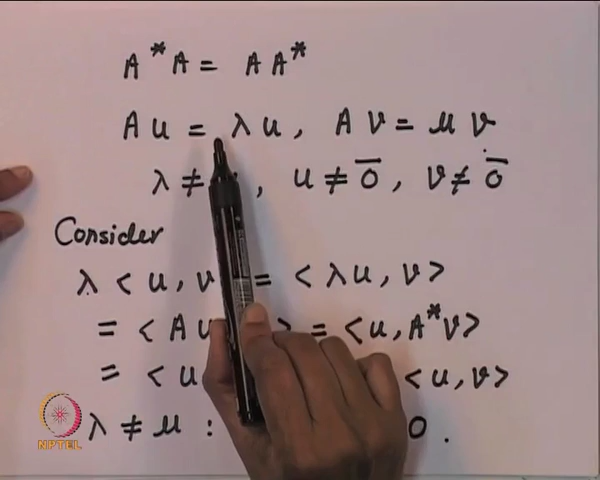 A*A = AA*
Au = λu, Av = μv
λ ≠ , u ≠ 0̅, v ≠ 0̅
Consider
λ < u, v = < λu, v >
= < Au > = < u, A*v >
= < u < u, v >
λ ≠ μ : 0.
NPTEL